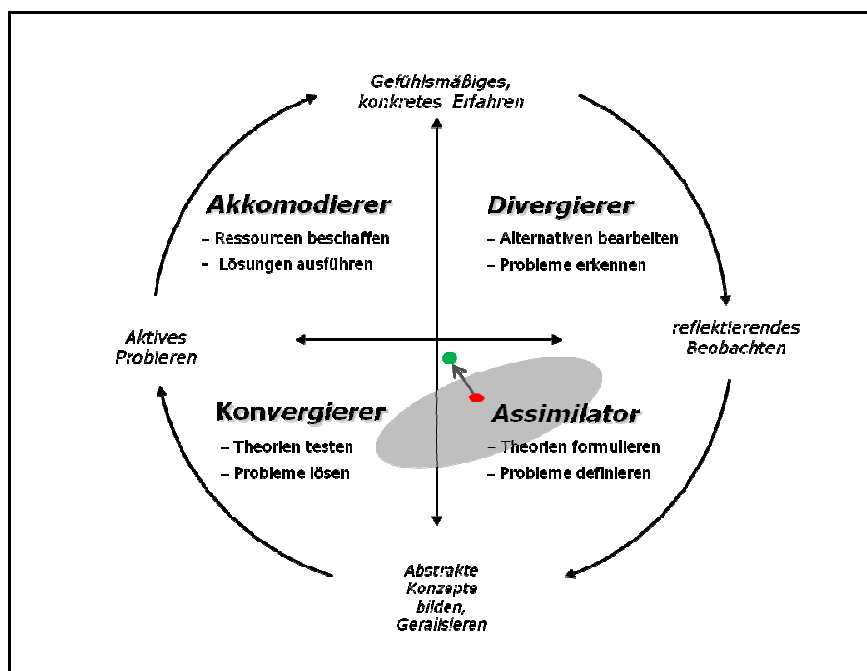 Gefühlsmäßiges,
konkretes Erfahren
Akkomodierer
– Ressourcen beschaffen
– Lösungen ausführen
Divergierer
– Alternativen bearbeiten
– Probleme erkennen
Aktives
Probieren
reflektierendes
Beobachten
Konvergierer
– Theorien testen
– Probleme lösen
Assimilator
– Theorien formulieren
– Probleme definieren
Abstrakte
Konzepte
bilden,
Geralisieren